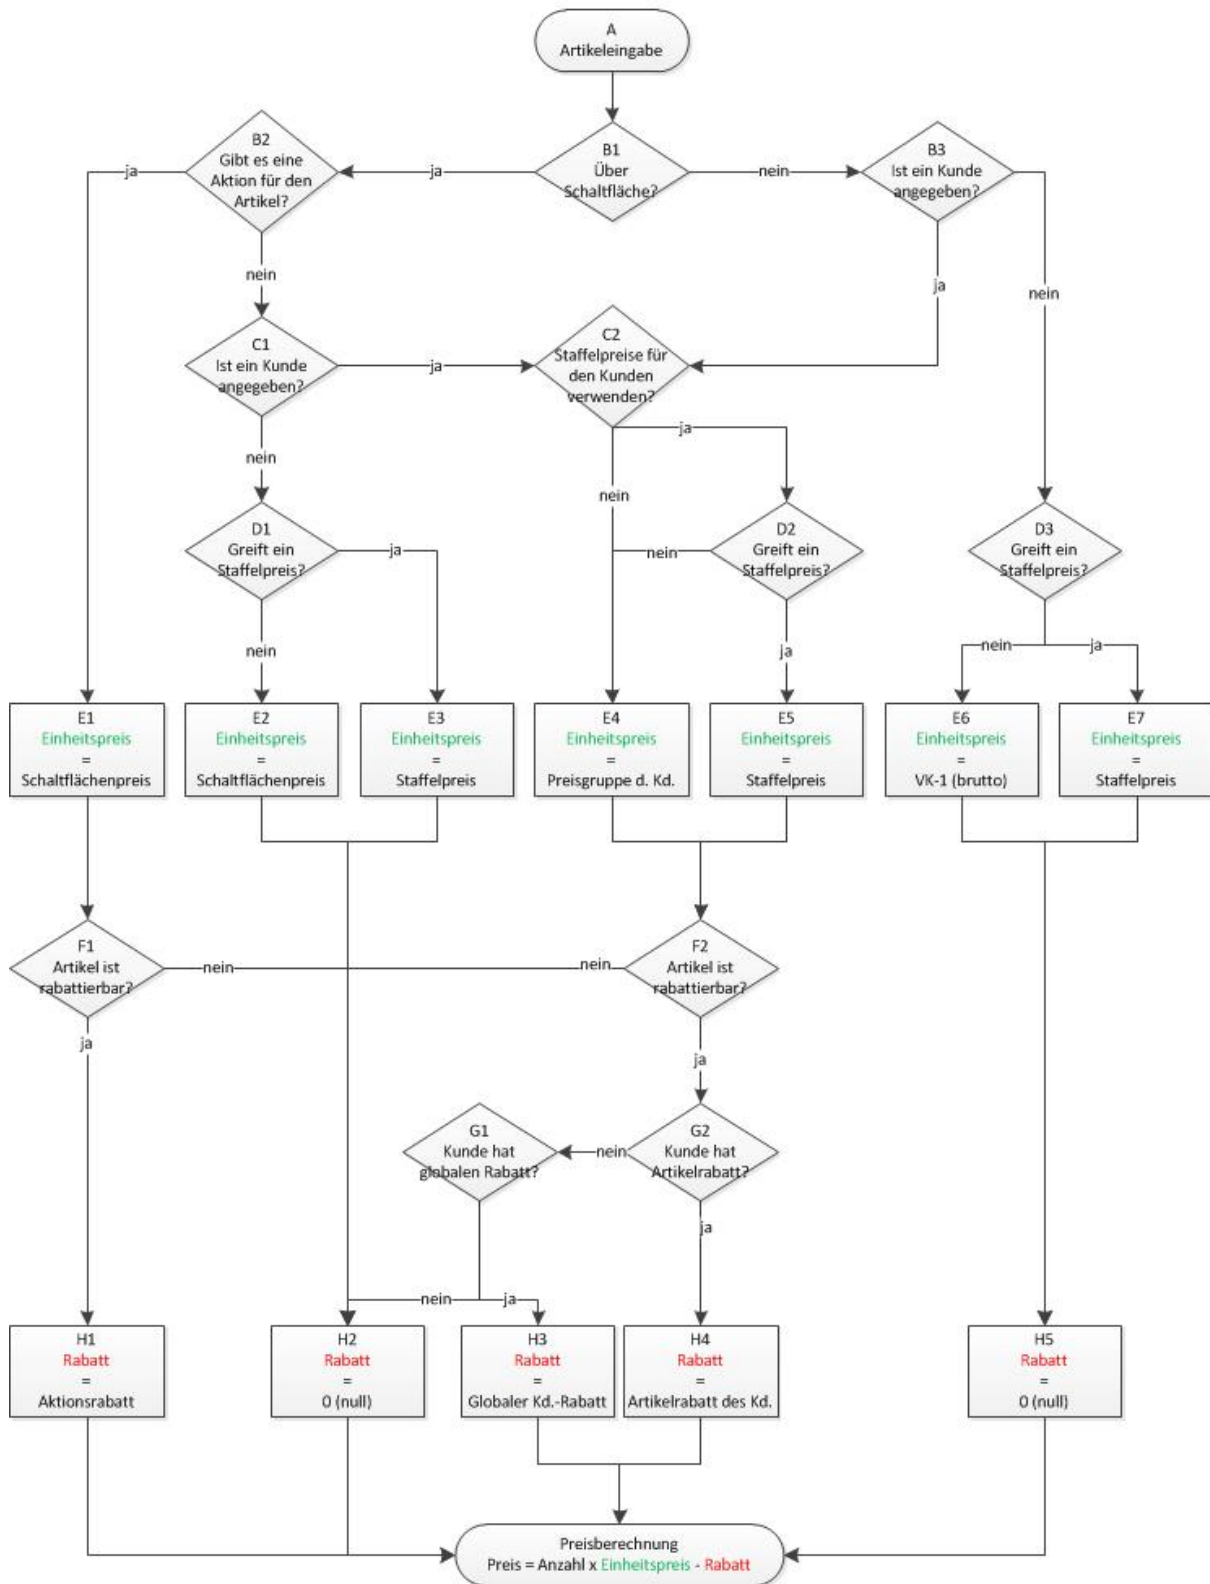 A
Artikeleingabe
B2
Gibt es eine
Aktion für den
Artikel?
B1
Über
Schaltfläche?
B3
Ist ein Kunde
angegeben?
ja
ja
nein
nein
ja
nein
C1
Ist ein Kunde
angegeben?
ja
C2
Staffelpreise für
den Kunden
verwenden?
nein
ja
nein
D1
Greift ein
Staffelpreis?
ja
nein
D2
Greift ein
Staffelpreis?
D3
Greift ein
Staffelpreis?
nein
ja
nein
ja
E1
Einheitspreis
=
Schaltflächenpreis
E2
Einheitspreis
=
Schaltflächenpreis
E3
Einheitspreis
=
Staffelpreis
E4
Einheitspreis
=
Preisgruppe d. Kd.
E5
Einheitspreis
=
Staffelpreis
E6
Einheitspreis
=
VK-1 (brutto)
E7
Einheitspreis
=
Staffelpreis
F1
Artikel ist
rabattierbar?
nein
nein
F2
Artikel ist
rabattierbar?
ja
ja
G1
Kunde hat
globalen Rabatt?
nein
G2
Kunde hat
Artikelrabatt?
ja
nein
ja
H1
Rabatt
=
Aktionsrabatt
H2
Rabatt
=
0 (null)
H3
Rabatt
=
Globaler Kd.-Rabatt
H4
Rabatt
=
Artikelrabatt des Kd.
H5
Rabatt
=
0 (null)
Preisberechnung
Preis = Anzahl x Einheitspreis - Rabatt